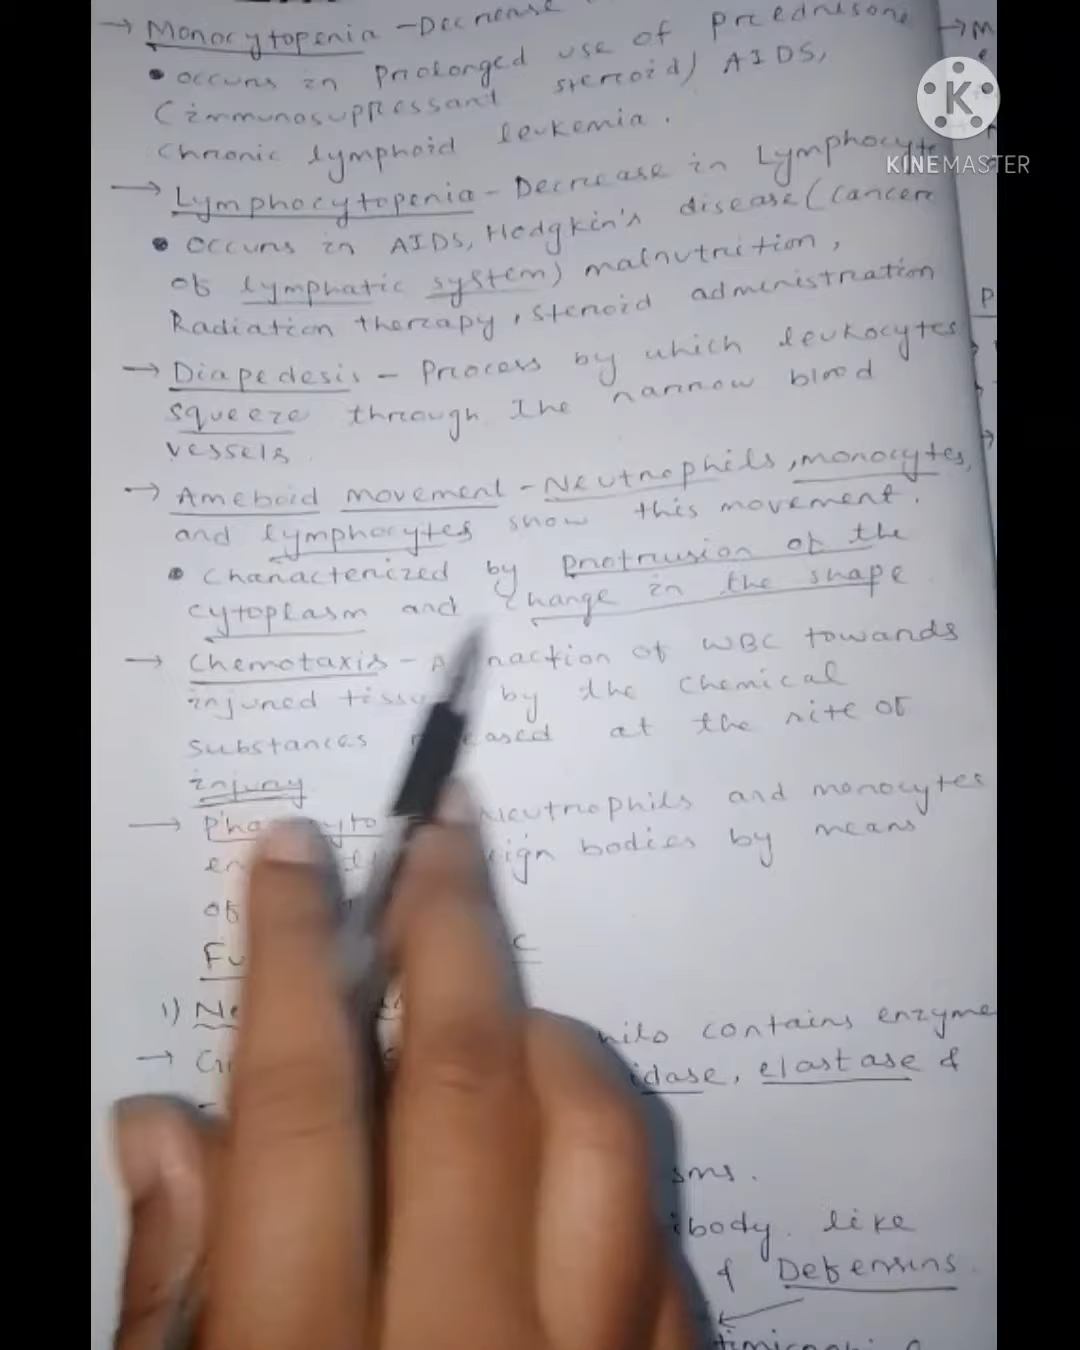 → Monocytopenia - Decrease
• occurs in prolonged use of prednisone
(immunosuppressant steroid) AIDS,
chronic lymphoid leukemia.
→ Lymphocytopenia - Decrease in Lymphocyte
• occurs in AIDS, Hodgkin's disease (cancer
of lymphatic system) malnutrition,
Radiation therapy, steroid administration
→ Diapedesis - Process by which leukocytes
squeeze through the narrow blood
vessels
→ Ameboid movement - Neutrophils, monocytes,
and lymphocytes show this movement.
• characterized by protrusion of the
cytoplasm and change in the shape
→ Chemotaxis - of WBC towards
injured by the chemical
substances at the site of
injury
→ Neutrophils and monocytes
bodies by means
of
1)
→ contains enzyme
elastase &
like
& Defensins
→ M
P
KINEMASTER